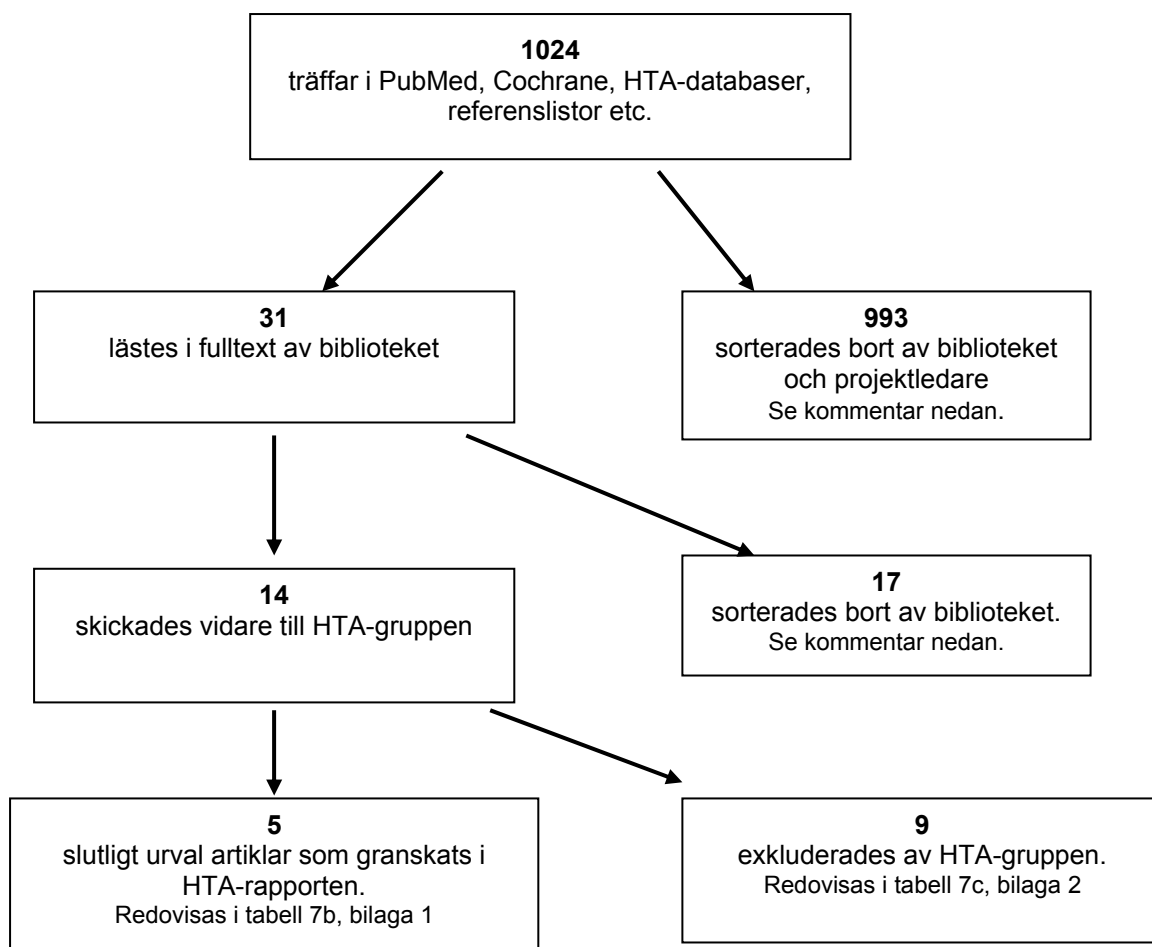 1024
träffar i PubMed, Cochrane, HTA-databaser,
referenslistor etc.
31
lästes i fulltext av biblioteket
993
sorterades bort av biblioteket
och projektledare
Se kommentar nedan.
14
skickades vidare till HTA-gruppen
17
sorterades bort av biblioteket.
Se kommentar nedan.
5
slutligt urval artiklar som granskats i
HTA-rapporten.
Redovisas i tabell 7b, bilaga 1
9
exkluderades av HTA-gruppen.
Redovisas i tabell 7c, bilaga 2